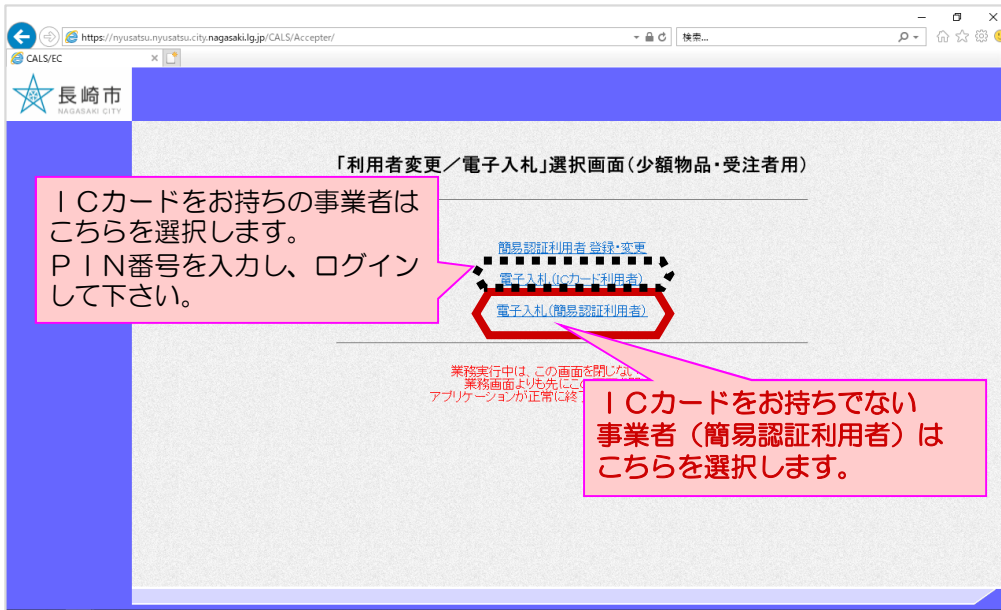 https://nyusatsu.nyusatsu.city.nagasaki.lg.jp/CALS/Accepter/
検索...
CALS/EC
長崎市
NAGASAKI CITY
「利用者変更／電子入札」選択画面(少額物品・受注者用)
ＩＣカードをお持ちの事業者は
こちらを選択します。
ＰＩＮ番号を入力し、ログイン
して下さい。
簡易認証利用者 登録・変更
電子入札(ICカード利用者)
電子入札(簡易認証利用者)
業務実行中は、この画面を閉じない
業務画面よりも先にこ
アプリケーションが正常に終
ＩＣカードをお持ちでない
事業者（簡易認証利用者）は
こちらを選択します。